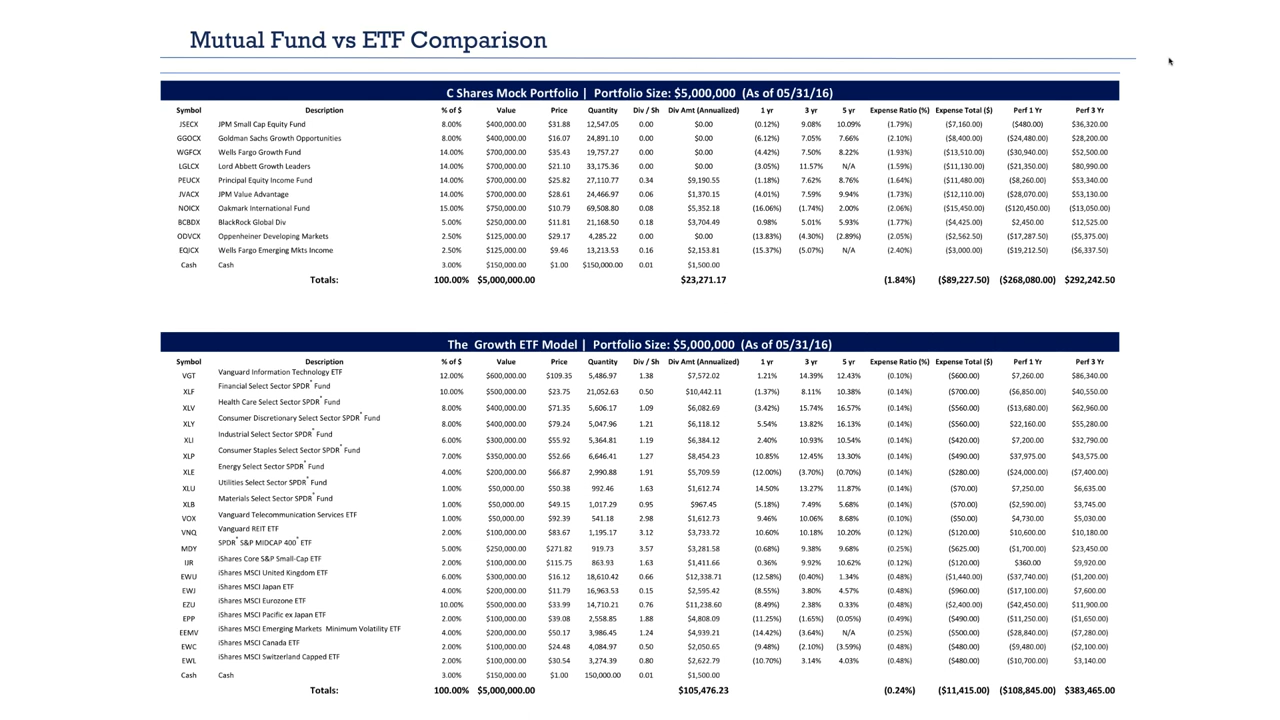 Mutual Fund vs ETF Comparison
C Shares Mock Portfolio | Portfolio Size: $5,000,000 (As of 05/31/16)
Symbol Description % of $ Value Price Quantity Div / Sh Div Amt (Annualized) 1 yr 3 yr 5 yr Expense Ratio (%) Expense Total ($) Perf 1 Yr Perf 3 Yr
JSECX JPM Small Cap Equity Fund 8.00% $400,000.00 $31.88 12,547.05 0.00 $0.00 (0.12%) 9.08% 10.09% (1.79%) ($7,160.00) ($480.00) $36,320.00
GGOCX Goldman Sachs Growth Opportunities 8.00% $400,000.00 $16.07 24,891.10 0.00 $0.00 (6.12%) 7.05% 7.66% (2.10%) ($8,400.00) ($24,480.00) $28,200.00
WGFCX Wells Fargo Growth Fund 14.00% $700,000.00 $35.43 19,757.27 0.00 $0.00 (4.42%) 7.50% 8.22% (1.93%) ($13,510.00) ($30,940.00) $52,500.00
LGLCX Lord Abbett Growth Leaders 14.00% $700,000.00 $21.10 33,175.36 0.00 $0.00 (3.05%) 11.57% N/A (1.59%) ($11,130.00) ($21,350.00) $80,990.00
PEUCX Principal Equity Income Fund 14.00% $700,000.00 $25.82 27,110.77 0.34 $9,190.55 (1.18%) 7.62% 8.76% (1.64%) ($11,480.00) ($8,260.00) $53,340.00
JVACX JPM Value Advantage 14.00% $700,000.00 $28.61 24,466.97 0.06 $1,370.15 (4.01%) 7.59% 9.94% (1.73%) ($12,110.00) ($28,070.00) $53,130.00
NOICX Oakmark International Fund 15.00% $750,000.00 $10.79 69,508.80 0.08 $5,352.18 (16.06%) (1.74%) 2.00% (2.06%) ($15,450.00) ($120,450.00) ($13,050.00)
BCBDX BlackRock Global Div 5.00% $250,000.00 $11.81 21,168.50 0.18 $3,704.49 0.98% 5.01% 5.93% (1.77%) ($4,425.00) $2,450.00 $12,525.00
ODVCX Oppenheiner Developing Markets 2.50% $125,000.00 $29.17 4,285.22 0.00 $0.00 (13.83%) (4.30%) (2.89%) (2.05%) ($2,562.50) ($17,287.50) ($5,375.00)
EQICX Wells Fargo Emerging Mkts Income 2.50% $125,000.00 $9.46 13,213.53 0.16 $2,153.81 (15.37%) (5.07%) N/A (2.40%) ($3,000.00) ($19,212.50) ($6,337.50)
Cash Cash 3.00% $150,000.00 $1.00 $150,000.00 0.01 $1,500.00
Totals: 100.00% $5,000,000.00 $23,271.17 (1.84%) ($89,227.50) ($268,080.00) $292,242.50
The Growth ETF Model | Portfolio Size: $5,000,000 (As of 05/31/16)
Symbol Description % of $ Value Price Quantity Div / Sh Div Amt (Annualized) 1 yr 3 yr 5 yr Expense Ratio (%) Expense Total ($) Perf 1 Yr Perf 3 Yr
VGT Vanguard Information Technology ETF 12.00% $600,000.00 $109.35 5,486.97 1.38 $7,572.02 1.21% 14.39% 12.43% (0.10%) ($600.00) $7,260.00 $86,340.00
XLF Financial Select Sector SPDR® Fund 10.00% $500,000.00 $23.75 21,052.63 0.50 $10,442.11 (1.37%) 8.11% 10.38% (0.14%) ($700.00) ($6,850.00) $40,550.00
XLV Health Care Select Sector SPDR® Fund 8.00% $400,000.00 $71.35 5,606.17 1.09 $6,082.69 (3.42%) 15.74% 16.57% (0.14%) ($560.00) ($13,680.00) $62,960.00
XLY Consumer Discretionary Select Sector SPDR® Fund 8.00% $400,000.00 $79.24 5,047.96 1.21 $6,118.12 5.54% 13.82% 16.13% (0.14%) ($560.00) $22,160.00 $55,280.00
XLI Industrial Select Sector SPDR® Fund 6.00% $300,000.00 $55.92 5,364.81 1.19 $6,384.12 2.40% 10.93% 10.54% (0.14%) ($420.00) $7,200.00 $32,790.00
XLP Consumer Staples Select Sector SPDR® Fund 7.00% $350,000.00 $52.66 6,646.41 1.27 $8,454.23 10.85% 12.45% 13.30% (0.14%) ($490.00) $37,975.00 $43,575.00
XLE Energy Select Sector SPDR® Fund 4.00% $200,000.00 $66.87 2,990.88 1.91 $5,709.59 (12.00%) (3.70%) (0.70%) (0.14%) ($280.00) ($24,000.00) ($7,400.00)
XLU Utilities Select Sector SPDR® Fund 1.00% $50,000.00 $50.38 992.46 1.63 $1,612.74 14.50% 13.27% 11.87% (0.14%) ($70.00) $7,250.00 $6,635.00
XLB Materials Select Sector SPDR® Fund 1.00% $50,000.00 $49.15 1,017.29 0.95 $967.45 (5.18%) 7.49% 5.68% (0.14%) ($70.00) ($2,590.00) $3,745.00
VOX Vanguard Telecommunication Services ETF 1.00% $50,000.00 $92.39 541.18 2.98 $1,612.73 9.46% 10.06% 8.68% (0.10%) ($50.00) $4,730.00 $5,030.00
VNQ Vanguard REIT ETF 2.00% $100,000.00 $83.67 1,195.17 3.12 $3,733.72 10.60% 10.18% 9.20% (0.12%) ($120.00) $10,600.00 $10,180.00
MDY SPDR® S&P MIDCAP 400® ETF 5.00% $250,000.00 $271.82 919.73 3.57 $3,281.58 (0.68%) 9.38% 9.68% (0.25%) ($625.00) ($1,700.00) $23,450.00
IJR iShares Core S&P Small-Cap ETF 2.00% $100,000.00 $115.75 863.93 1.63 $1,411.66 0.36% 9.92% 10.62% (0.12%) ($120.00) $360.00 $9,920.00
EWU iShares MSCI United Kingdom ETF 6.00% $300,000.00 $16.12 18,610.42 0.66 $12,338.71 (12.58%) (0.40%) 1.34% (0.48%) ($1,440.00) ($37,740.00) ($1,200.00)
EWJ iShares MSCI Japan ETF 4.00% $200,000.00 $11.79 16,963.53 0.15 $2,595.42 (8.55%) 3.80% 4.57% (0.48%) ($960.00) ($17,100.00) $7,600.00
EZU iShares MSCI Eurozone ETF 10.00% $500,000.00 $33.99 14,710.21 0.76 $11,238.60 (8.49%) 2.38% 0.33% (0.48%) ($2,400.00) ($42,450.00) $11,900.00
EPP iShares MSCI Pacific ex Japan ETF 2.00% $100,000.00 $39.08 2,558.85 1.88 $4,808.09 (11.25%) (1.65%) (0.05%) (0.49%) ($490.00) ($11,250.00) ($1,650.00)
EEMV iShares MSCI Emerging Markets Minimum Volatility ETF 4.00% $200,000.00 $50.17 3,986.45 1.24 $4,939.21 (14.42%) (3.64%) N/A (0.25%) ($500.00) ($28,840.00) ($7,280.00)
EWC iShares MSCI Canada ETF 2.00% $100,000.00 $24.48 4,084.97 0.50 $2,050.65 (9.48%) (2.10%) (3.59%) (0.48%) ($480.00) ($9,480.00) ($2,100.00)
EWL iShares MSCI Switzerland Capped ETF 2.00% $100,000.00 $30.54 3,274.39 0.80 $2,622.79 (10.70%) 3.14% 4.03% (0.48%) ($480.00) ($10,700.00) $3,140.00
Cash Cash 3.00% $150,000.00 $1.00 150,000.00 0.01 $1,500.00
Totals: 100.00% $5,000,000.00 $105,476.23 (0.24%) ($11,415.00) ($108,845.00) $383,465.00